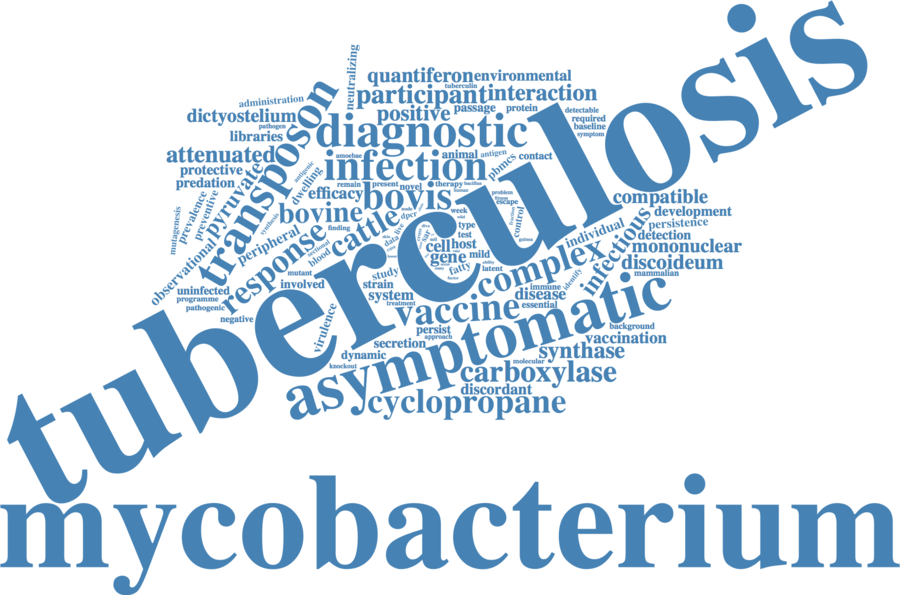 tuberculosis
mycobacterium
asymptomatic
transposon
diagnostic
infection
bovis
complex
vaccine
response
cattle
bovine
participant
interaction
quantiferon
environmental
tuberculin
neutralizing
administration
dictyostelium
pathogen
libraries
attenuated
protective
predation
pyruvate
prevalence
preventive
mutagenesis
observational
peripheral
synthesis
antigenic
dwelling
efficacy
positive
passage
protein
detectable
required
baseline
symptom
amoebae
animal
antigen
pbmcs
contact
remain
present
novel
therapy
bacillus
human
problem
escape
control
finding
blood
mutant
involved
uninfected
programme
pathogenic
negative
virulence
dynamic
knockout
study
strain
system
treatment
secretion
persist
approach
data
live
dpcr
week
type
test
host
cell
gene
mild
fatty
latent
individual
infectious
identify
immune
disease
essential
compatible
development
persistence
detection
mononuclear
discoideum
mammalian
background
vaccination
synthase
molecular
carboxylase
discordant
cyclopropane